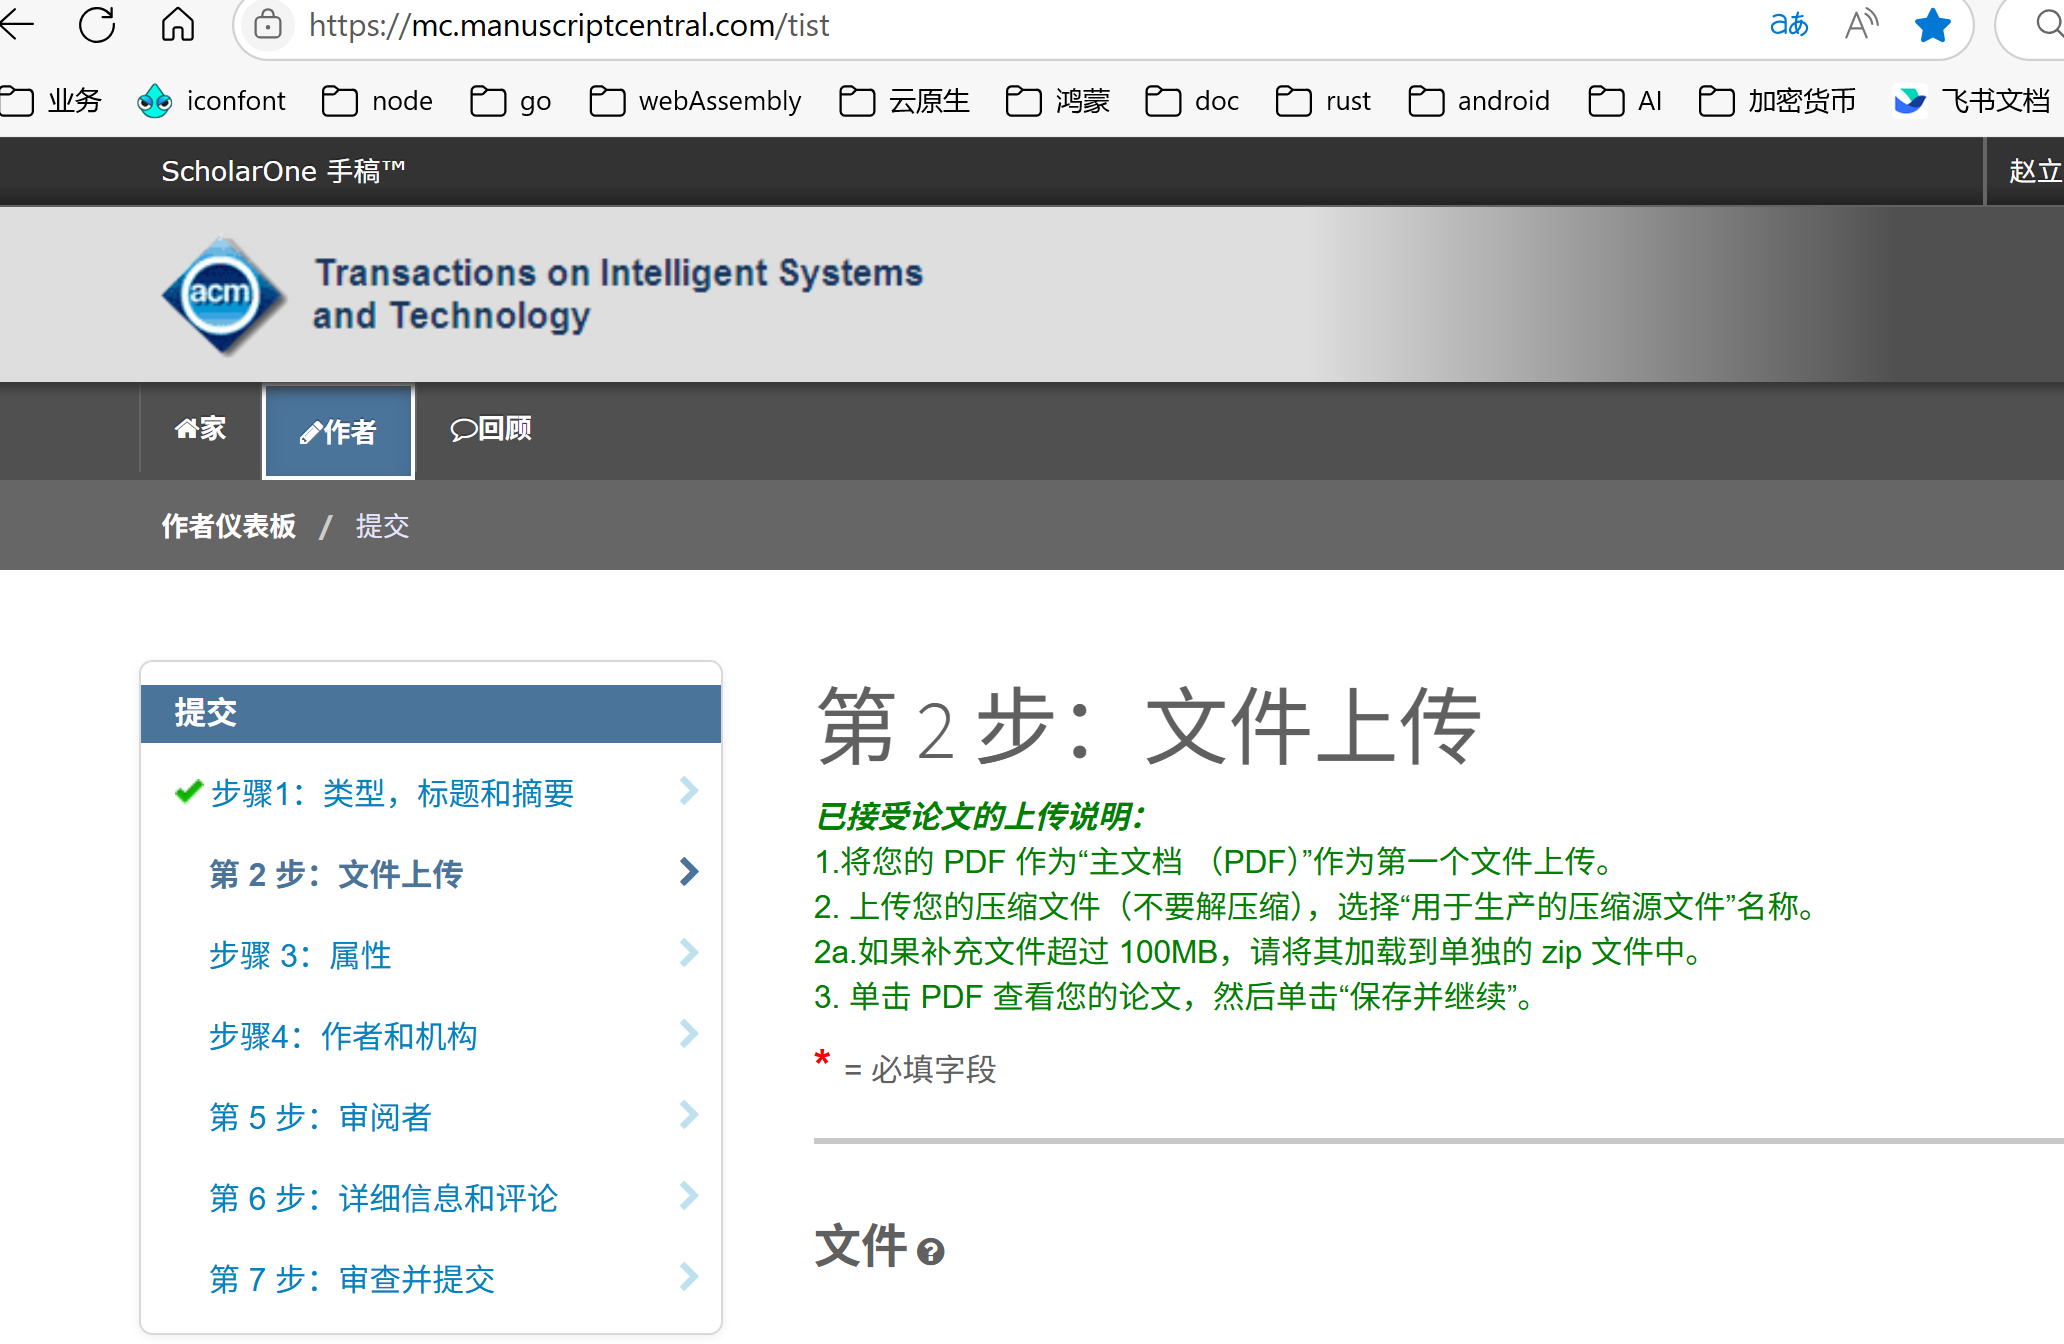 https://mc.manuscriptcentral.com/tist
业务 iconfont node go webAssembly 云原生 鸿蒙 doc rust android AI 加密货币 飞书文档
ScholarOne 手稿™
赵立
acm
Transactions on Intelligent Systems
and Technology
家 作者 回顾
作者仪表板 / 提交
提交
步骤1：类型，标题和摘要
第 2 步：文件上传
步骤 3：属性
步骤4：作者和机构
第 5 步：审阅者
第 6 步：详细信息和评论
第 7 步：审查并提交
第 2 步：文件上传
已接受论文的上传说明：
1.将您的 PDF 作为“主文档 （PDF）”作为第一个文件上传。
2. 上传您的压缩文件（不要解压缩），选择“用于生产的压缩源文件”名称。
2a.如果补充文件超过 100MB，请将其加载到单独的 zip 文件中。
3. 单击 PDF 查看您的论文，然后单击“保存并继续”。
* = 必填字段
文件